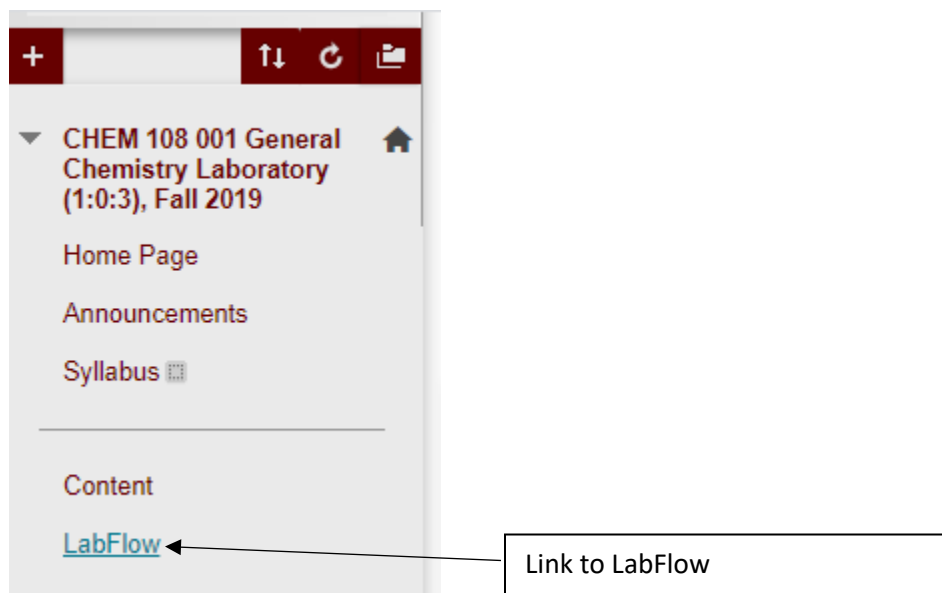 CHEM 108 001 General
Chemistry Laboratory
(1:0:3), Fall 2019
Home Page
Announcements
Syllabus
Content
LabFlow
Link to LabFlow